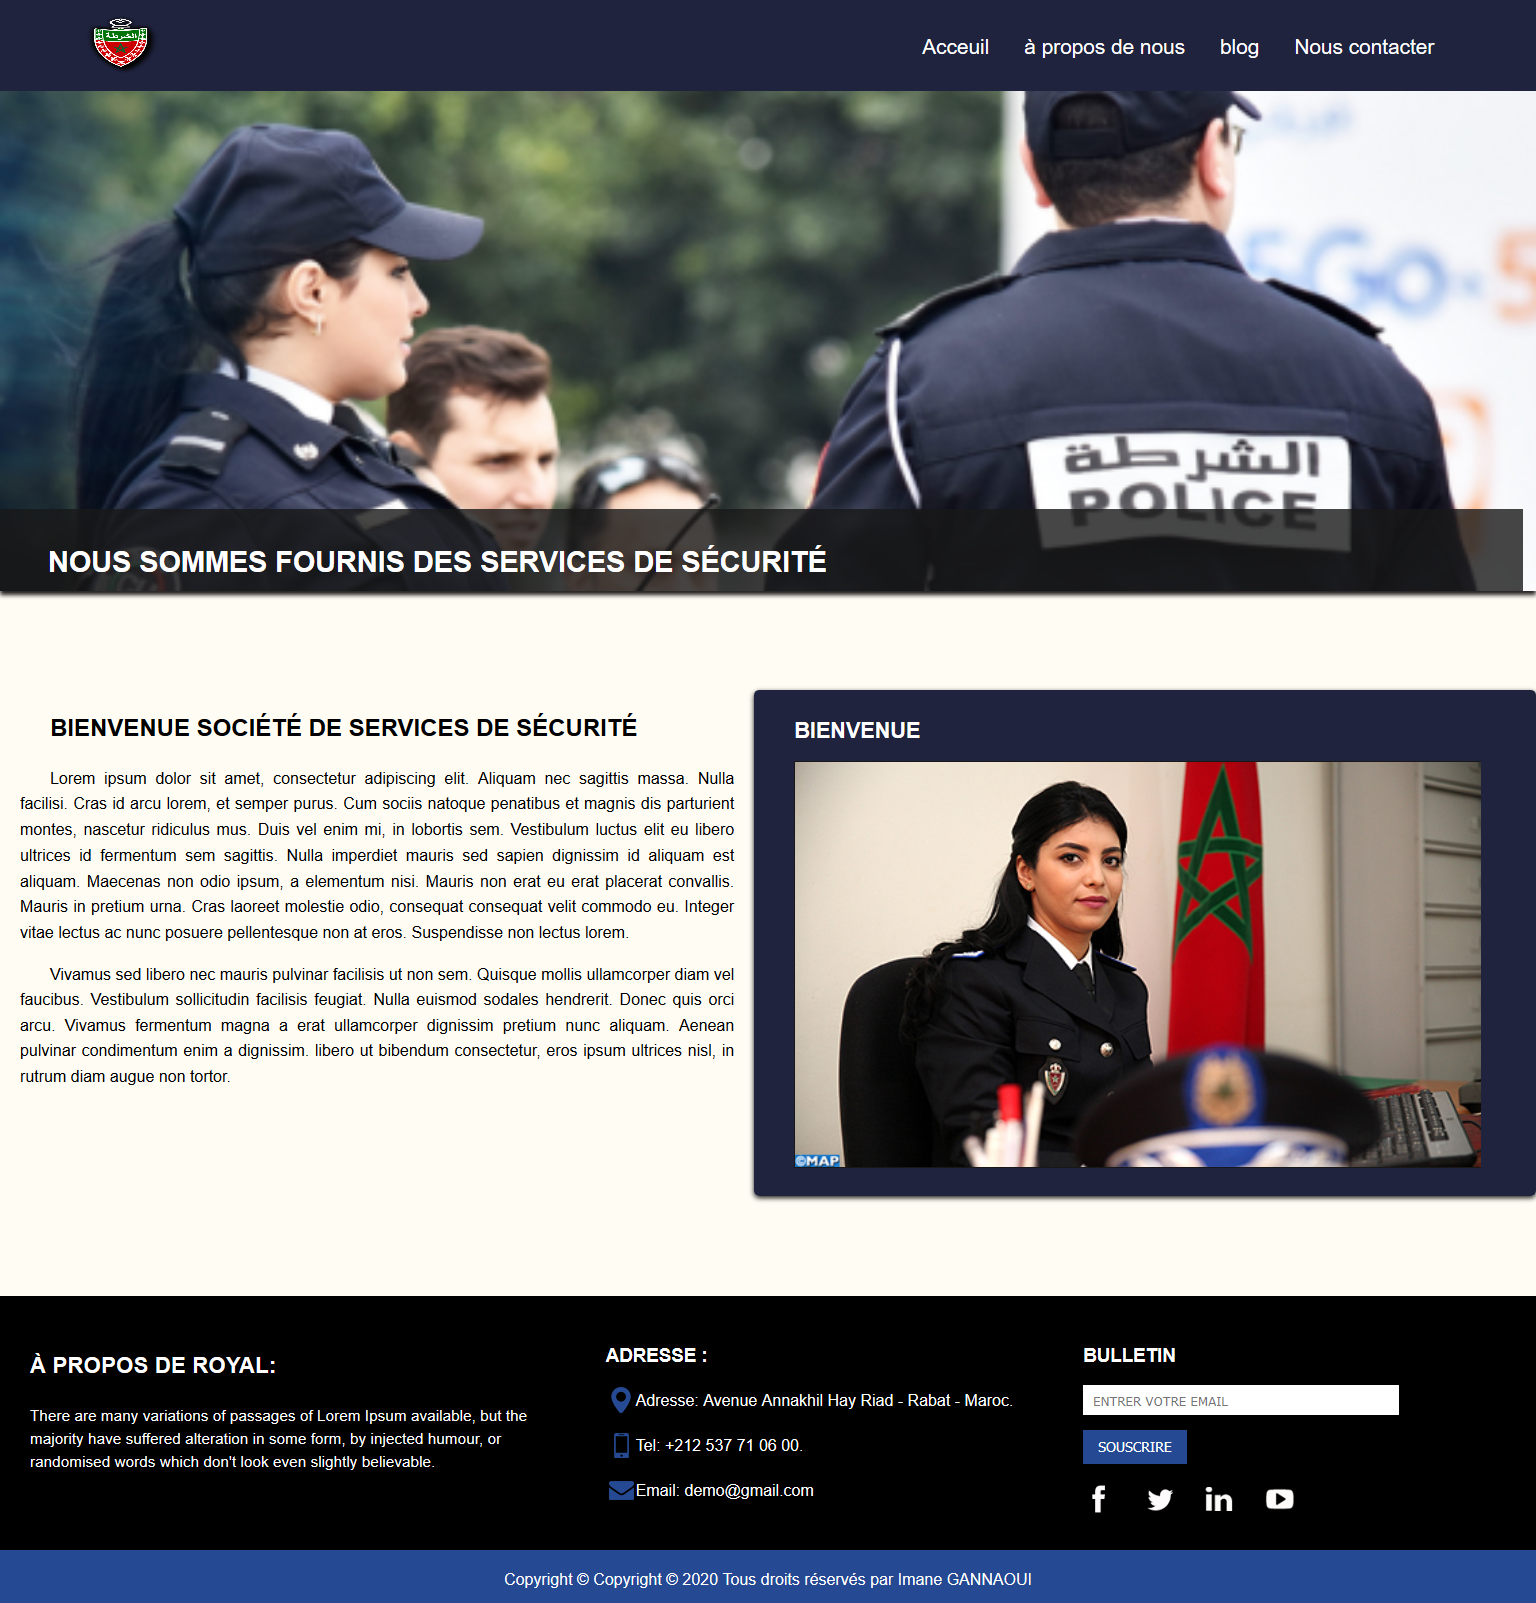 الشرطة
Acceuil
à propos de nous
blog
Nous contacter
5Go
الشرطة
POLICE
NOUS SOMMES FOURNIS DES SERVICES DE SÉCURITÉ
BIENVENUE SOCIÉTÉ DE SERVICES DE SÉCURITÉ
Lorem ipsum dolor sit amet, consectetur adipiscing elit. Aliquam nec sagittis massa. Nulla
facilisi. Cras id arcu lorem, et semper purus. Cum sociis natoque penatibus et magnis dis parturient
montes, nascetur ridiculus mus. Duis vel enim mi, in lobortis sem. Vestibulum luctus elit eu libero
ultrices id fermentum sem sagittis. Nulla imperdiet mauris sed sapien dignissim id aliquam est
aliquam. Maecenas non odio ipsum, a elementum nisi. Mauris non erat eu erat placerat convallis.
Mauris in pretium urna. Cras laoreet molestie odio, consequat consequat velit commodo eu. Integer
vitae lectus ac nunc posuere pellentesque non at eros. Suspendisse non lectus lorem.
Vivamus sed libero nec mauris pulvinar facilisis ut non sem. Quisque mollis ullamcorper diam vel
faucibus. Vestibulum sollicitudin facilisis feugiat. Nulla euismod sodales hendrerit. Donec quis orci
arcu. Vivamus fermentum magna a erat ullamcorper dignissim pretium nunc aliquam. Aenean
pulvinar condimentum enim a dignissim. libero ut bibendum consectetur, eros ipsum ultrices nisl, in
rutrum diam augue non tortor.
BIENVENUE
©MAP
À PROPOS DE ROYAL:
There are many variations of passages of Lorem Ipsum available, but the
majority have suffered alteration in some form, by injected humour, or
randomised words which don't look even slightly believable.
ADRESSE :
Adresse: Avenue Annakhil Hay Riad - Rabat - Maroc.
Tel: +212 537 71 06 00.
Email: demo@gmail.com
BULLETIN
ENTRER VOTRE EMAIL
SOUSCRIRE
Copyright © Copyright © 2020 Tous droits réservés par Imane GANNAOUI